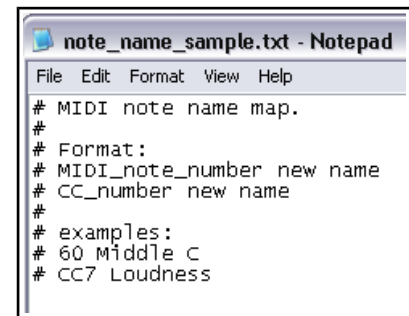 note_name_sample.txt - Notepad
File Edit Format View Help
# MIDI note name map.
#
# Format:
# MIDI_note_number new name
# CC_number new name
#
# examples:
# 60 Middle C
# CC7 Loudness